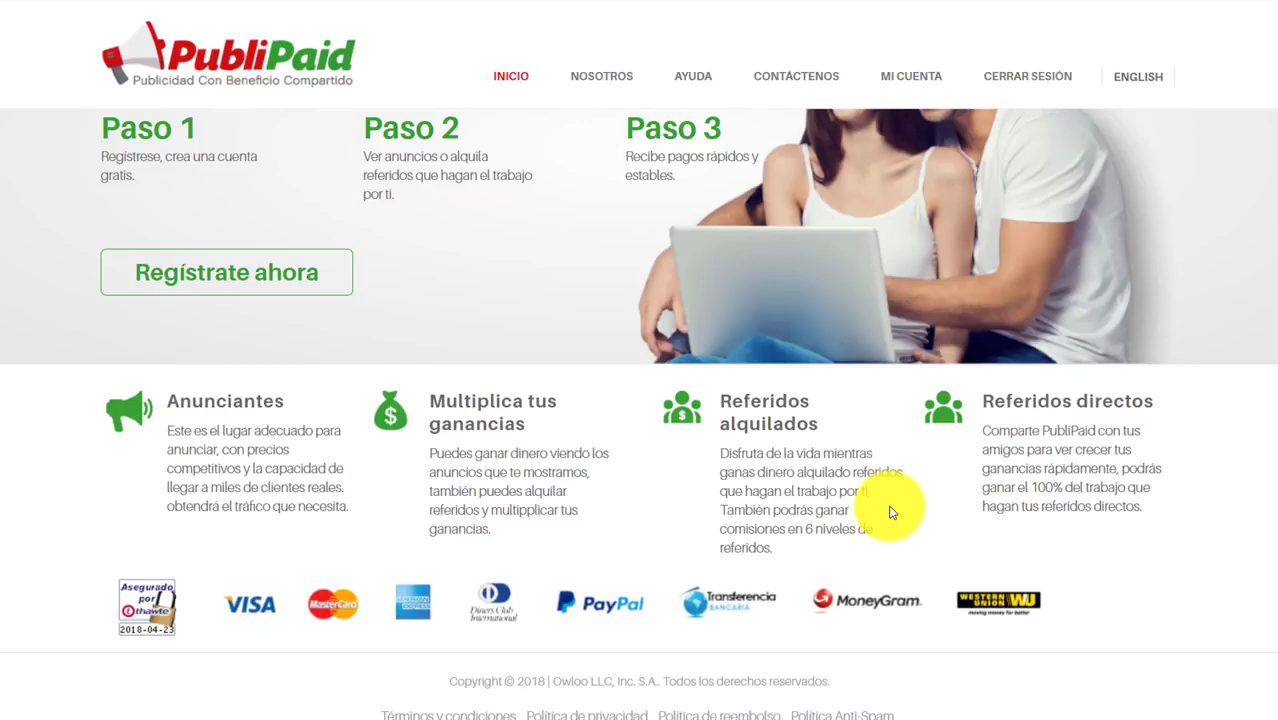 PubliPaid
Publicidad Con Beneficio Compartido
INICIO
NOSOTROS
AYUDA
CONTÁCTENOS
MI CUENTA
CERRAR SESIÓN
ENGLISH
Paso 1
Regístrese, crea una cuenta
gratis.
Paso 2
Ver anuncios o alquila
referidos que hagan el trabajo
por ti.
Paso 3
Recibe pagos rápidos y
estables.
Regístrate ahora
Anunciantes
Este es el lugar adecuado para
anunciar, con precios
competitivos y la capacidad de
llegar a miles de clientes reales.
obtendrá el tráfico que necesita.
Multiplica tus
ganancias
Puedes ganar dinero viendo los
anuncios que te mostramos,
también puedes alquilar
referidos y multipplicar tus
ganancias.
Referidos
alquilados
Disfruta de la vida mientras
ganas dinero alquilado referidos
que hagan el trabajo por ti.
También podrás ganar
comisiones en 6 niveles de
referidos.
Referidos directos
Comparte PubliPaid con tus
amigos para ver crecer tus
ganancias rápidamente, podrás
ganar el 100% del trabajo que
hagan tus referidos directos.
Asegurado
por
thawte
2018-04-23
VISA
MasterCard
AMERICAN EXPRESS
Diners Club
International
PayPal
Transferencia
BANCARIA
MoneyGram.
WESTERN UNION WU
moving money for better
Copyright © 2018 | Owloo LLC, Inc. S.A.. Todos los derechos reservados.
Términos y condiciones Política de privacidad Política de reembolso Política Anti-Spam